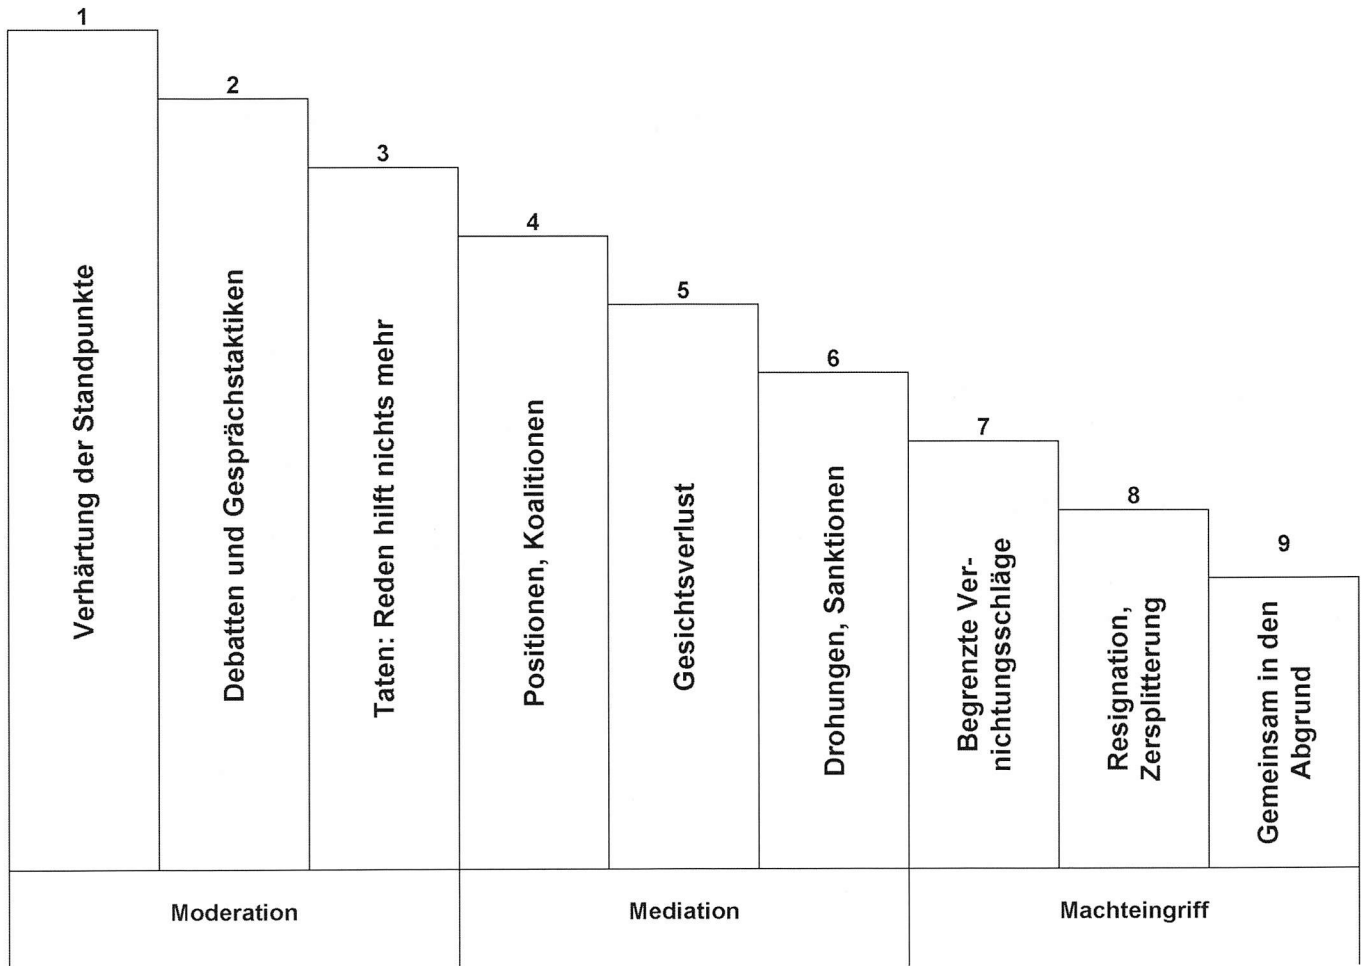 1
Verhärtung der Standpunkte
2
Debatten und Gesprächstaktiken
3
Taten: Reden hilft nichts mehr
4
Positionen, Koalitionen
5
Gesichtsverlust
6
Drohungen, Sanktionen
7
Begrenzte Ver-
nichtungsschläge
8
Resignation,
Zersplitterung
9
Gemeinsam in den
Abgrund
Moderation
Mediation
Machteingriff